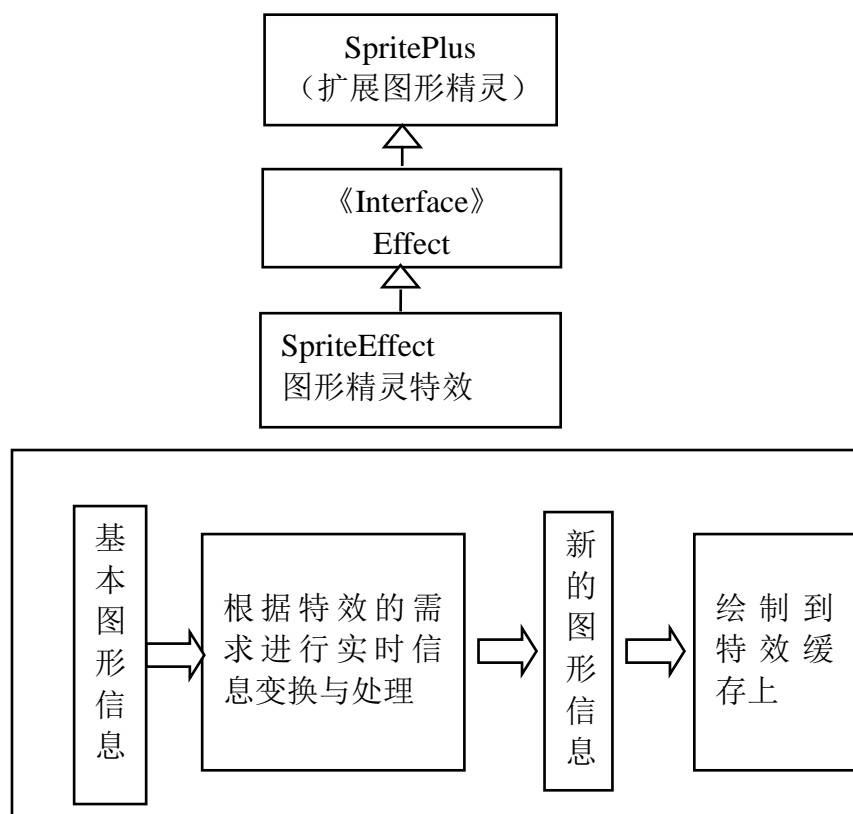 SpritePlus
（扩展图形精灵）
《Interface》
Effect
SpriteEffect
图形精灵特效
基
本
图
形
信
息
根据特效的需
求进行实时信
息变换与处理
新
的
图
形
信
息
绘制到
特效缓
存上